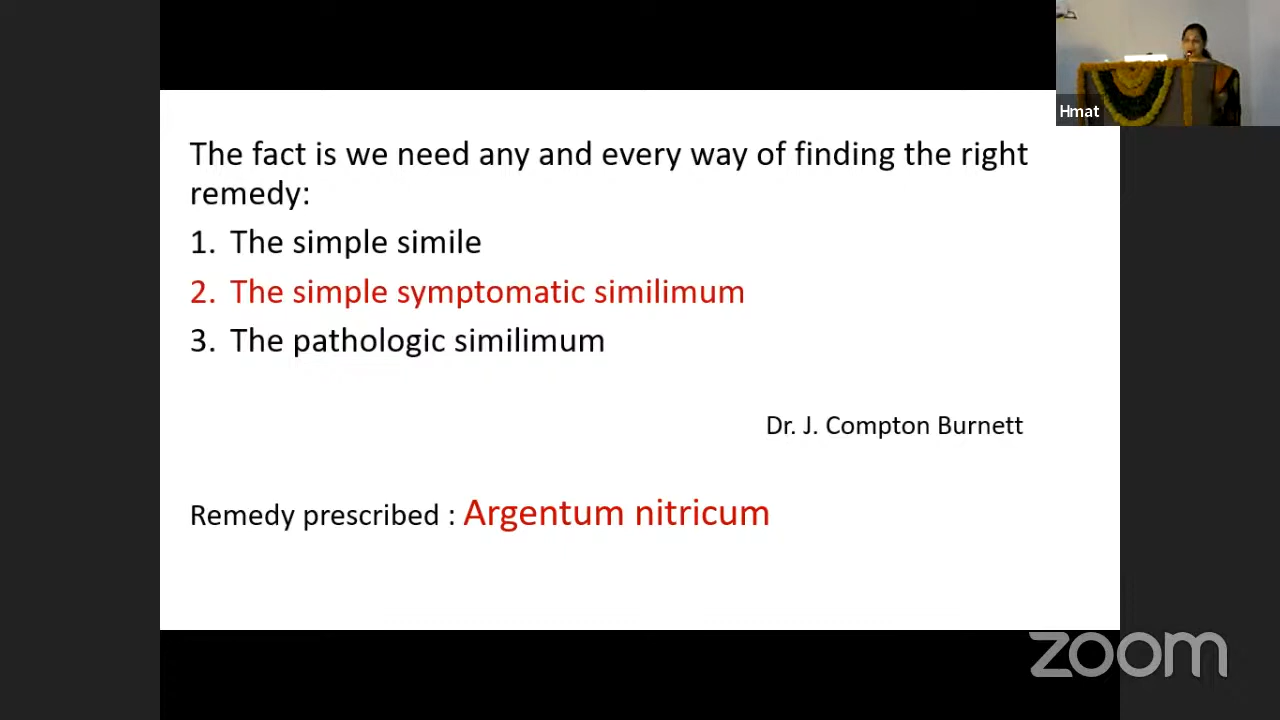 The fact is we need any and every way of finding the right
remedy:
1. The simple simile
2. The simple symptomatic similimum
3. The pathologic similimum
Dr. J. Compton Burnett
Remedy prescribed : Argentum nitricum
Hmat
zoom